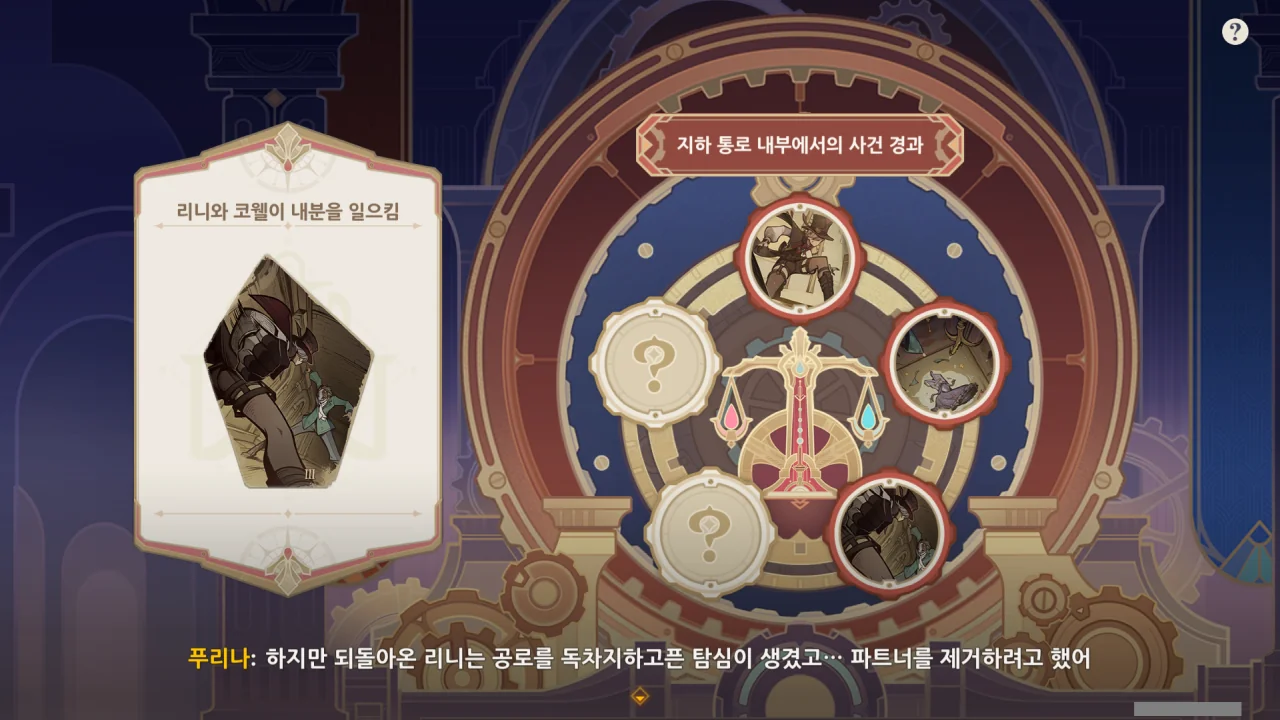 지하 통로 내부에서의 사건 경과
리니와 코웰이 내분을 일으킴
III
푸리나: 하지만 되돌아온 리니는 공로를 독차지하고픈 탐심이 생겼고… 파트너를 제거하려고 했어